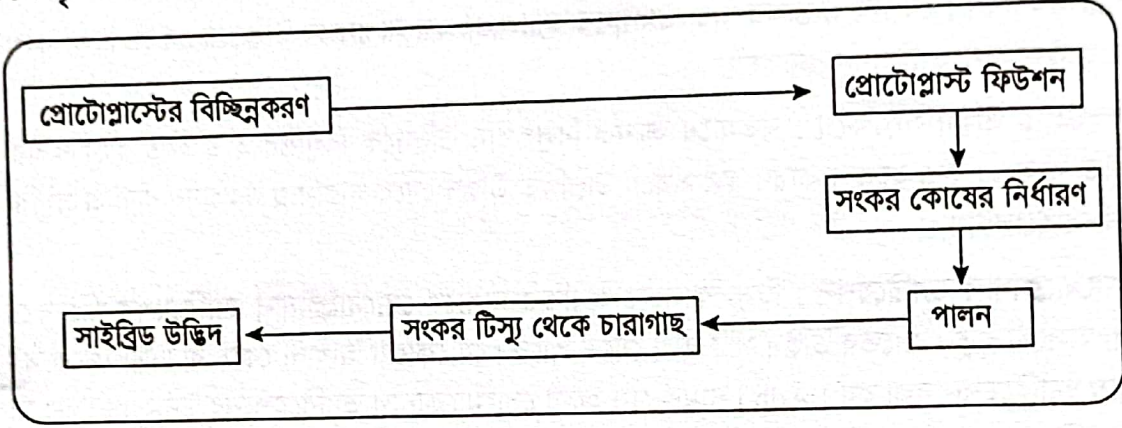 প্রোটোপ্লাস্টের বিচ্ছিন্নকরণ
প্রোটোপ্লাস্ট ফিউশন
সংকর কোষের নির্ধারণ
পালন
সংকর টিস্যু থেকে চারাগাছ
সাইব্রিড উদ্ভিদ